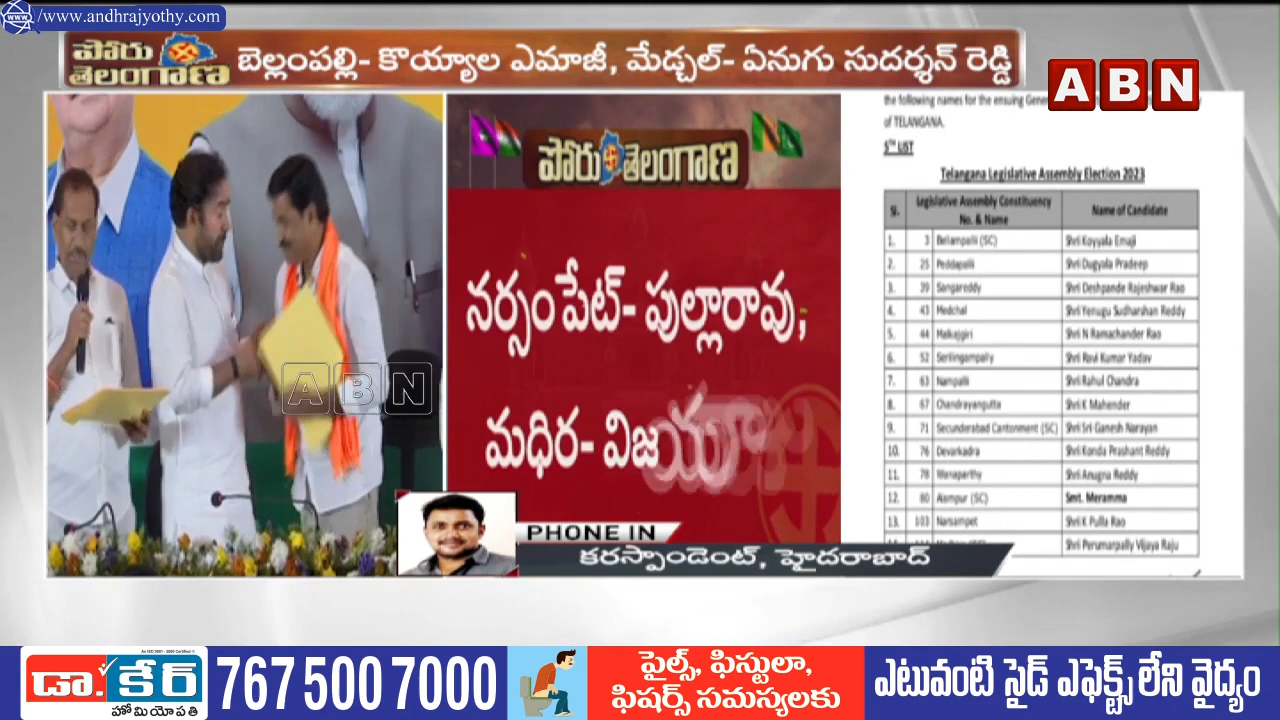 www./www.andhrajyothy.com
పోరు తెలంగాణ
బెల్లంపల్లి- కొయ్యాల ఎమాజీ, మేడ్చల్- ఏనుగు సుదర్శన్ రెడ్డి
ABN
the following names for the ensuing
of TELANGANA.
5TH LIST
Telangana Legislative Assembly Election 2023
Sl. Legislative Assembly Constituency No. & Name Name of Candidate
1. 3 Bellampalli (SC) Shri Koyyala Emaji
2. 25 Peddapalli Shri Dugyala Pradeep
3. 39 Sangareddy Shri Deshpande Rajeshwar Rao
4. 43 Medchal Shri Yenugu Sudharshan Reddy
5. 44 Malkajgiri Shri N Ramachander Rao
6. 52 Serilingampally Shri Ravi Kumar Yadav
7. 63 Nampalli Shri Rahul Chandra
8. 67 Chandrayangutta Shri K Mahender
9. 71 Secunderabad Cantonment (SC) Shri Sri Ganesh Narayan
10. 76 Devarkadra Shri Konda Prashant Reddy
11. 78 Wanaparthy Shri Anugna Reddy
12. 80 Alampur (SC) Smt. Meramma
13. 103 Narsampet Shri K Pulla Rao
Shri Perumarpally Vijaya Raju
పోరు తెలంగాణ
నర్సంపేట్- పుల్లారావు,
మధిర-
ABN
PHONE IN
కరస్పాండెంట్, హైదరాబాద్
డా. కేర్
హోమియోపతి
767 500 7000
పైల్స్, ఫిస్టులా,
ఫిషర్స్ సమస్యలకు
ఎటువంటి సైడ్ ఎఫెక్ట్స్ లేని వైద్యం